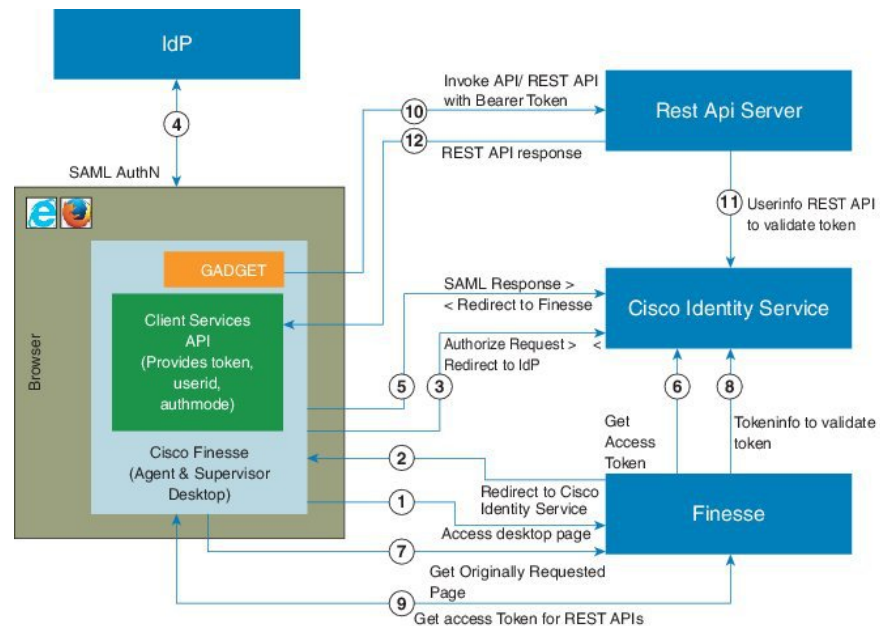 IdP
4
SAML AuthN
Browser
GADGET
Client Services
API
(Provides token,
userid,
authmode)
Cisco Finesse
(Agent & Supervisor
Desktop)
Invoke API/ REST API
with Bearer Token
10
12
REST API response
Rest Api Server
11
Userinfo REST API
to validate token
SAML Response >
< Redirect to Finesse
Cisco Identity Service
Authorize Request > <
Redirect to IdP
5
3
6
8
Get
Access
Token
Tokeninfo to validate
token
2
Redirect to Cisco
Identity Service
1
Access desktop page
Finesse
7
Get Originally Requested
Page
9
Get access Token for REST APIs